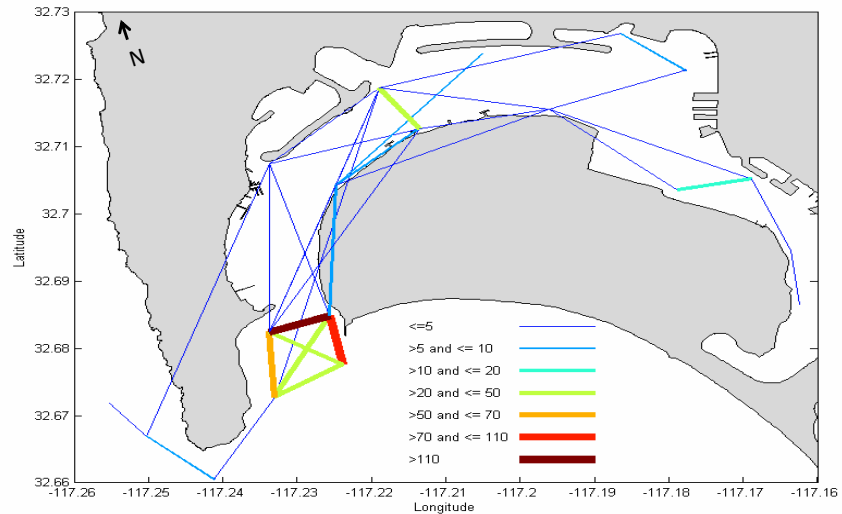 32.73
32.72
32.71
32.7
32.69
32.68
32.67
32.66
Latitude
N
<=5
>5 and <= 10
>10 and <= 20
>20 and <= 50
>50 and <= 70
>70 and <= 110
>110
-117.26 -117.25 -117.24 -117.23 -117.22 -117.21 -117.2 -117.19 -117.18 -117.17 -117.16
Longitude